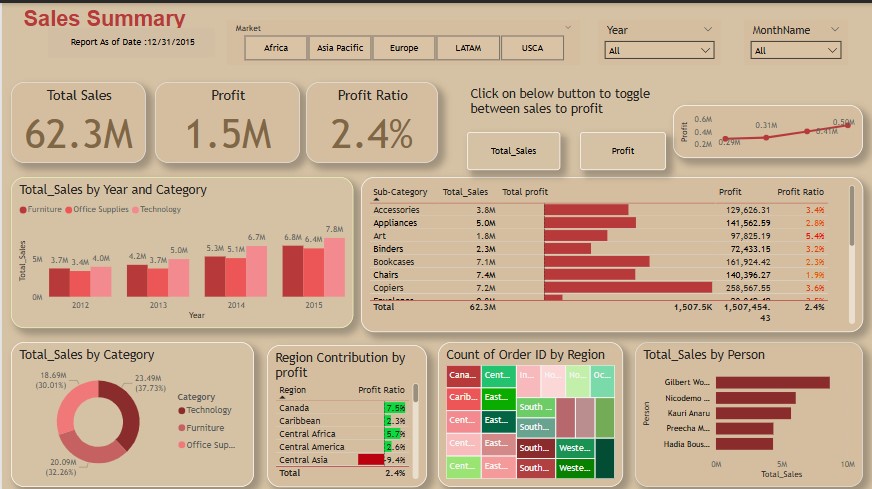 Sales Summary
Report As of Date :12/31/2015
Market
Africa
Asia Pacific
Europe
LATAM
USCA
Year
All
MonthName
All
Total Sales
62.3M
Profit
1.5M
Profit Ratio
2.4%
Click on below button to toggle
between sales to profit
Total_Sales
Profit
Profit
0.6M
0.4M
0.2M
0.29M
0.31M
0.41M
0.50M
Total_Sales by Year and Category
Furniture Office Supplies Technology
Total_Sales
5M
0M
3.7M 3.4M 4.0M
4.2M 3.7M 5.0M
5.3M 5.1M 6.7M
6.8M 6.4M 7.8M
2012 2013 2014 2015
Year
Sub-Category Total_Sales Total profit Profit Profit Ratio
Accessories 3.8M 129,626.31 3.4%
Appliances 5.0M 141,562.59 2.8%
Art 1.8M 97,825.19 5.4%
Binders 2.3M 72,433.15 3.2%
Bookcases 7.1M 161,924.42 2.3%
Chairs 7.4M 140,396.27 1.9%
Copiers 7.2M 258,567.55 3.6%
Total 62.3M 1,507.5K 1,507,454. 2.4%
43
Total_Sales by Category
18.69M
(30.01%)
23.49M
(37.73%)
20.09M
(32.26%)
Category
Technology
Furniture
Office Sup...
Region Contribution by
profit
Region Profit Ratio
Canada 7.5%
Caribbean 2.3%
Central Africa 5.7%
Central America 2.6%
Central Asia -9.4%
Total 2.4%
Count of Order ID by Region
Cana... Cent... In... No... No... Oc...
Carib... East... South ...
Cent... East... South ...
Cent... East... South... Weste...
Cent... East... South... Weste...
Total_Sales by Person
Person
Gilbert Wo...
Nicodemo ...
Kauri Anaru
Preecha M...
Hadia Bous...
0M 5M 10M
Total_Sales